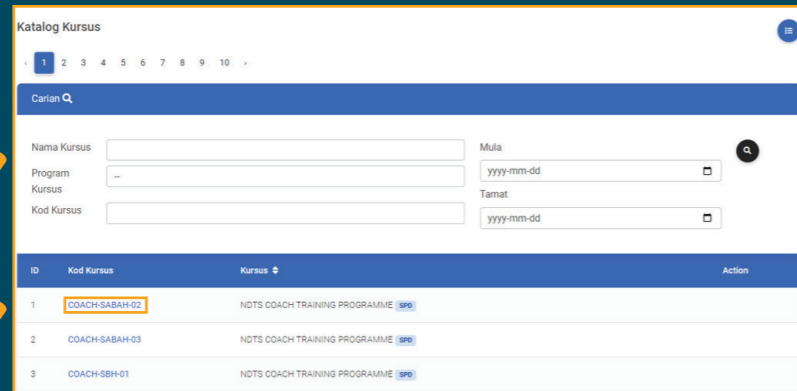 Katalog Kursus
‹ 1 2 3 4 5 6 7 8 9 10 ›
Carian
Nama Kursus
Mula
Program Kursus
--
yyyy-mm-dd
Tamat
Kod Kursus
yyyy-mm-dd
ID Kod Kursus Kursus Action
1 COACH-SABAH-02 NDTS COACH TRAINING PROGRAMME SPD
2 COACH-SABAH-03 NDTS COACH TRAINING PROGRAMME SPD
3 COACH-SBH-01 NDTS COACH TRAINING PROGRAMME SPD